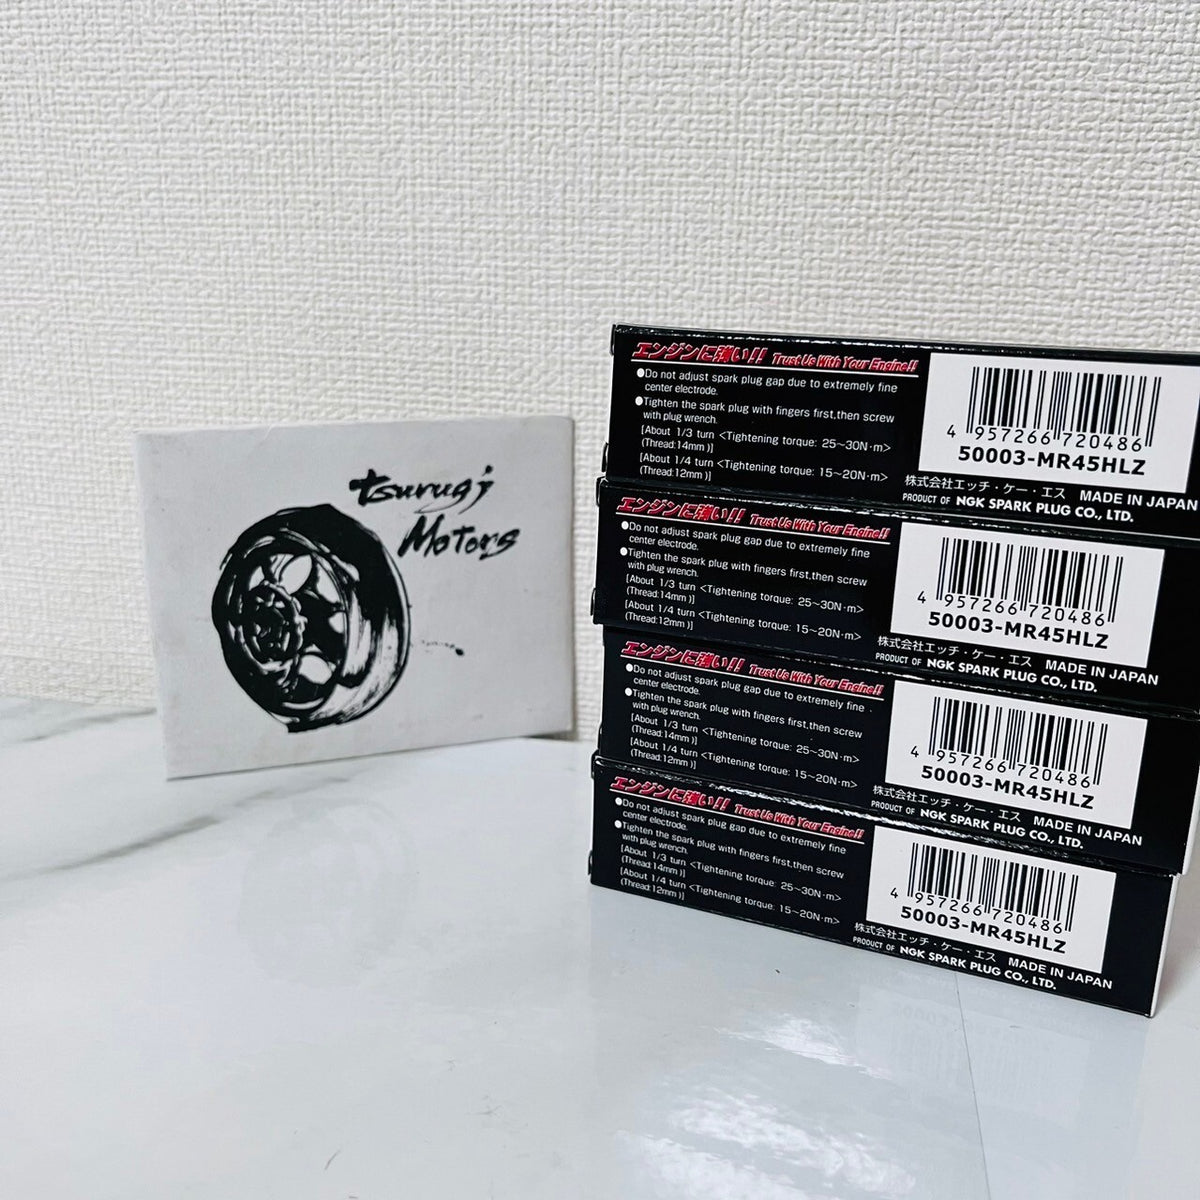 tsurugi
Motors
エンジンに強い!! Trust Us With Your Engine!!
●Do not adjust spark plug gap due to extremely fine
center electrode.
●Tighten the spark plug with fingers first,then screw
with plug wrench.
[About 1/3 turn <Tightening torque: 25~30N·m>
(Thread:14mm)]
[About 1/4 turn <Tightening torque: 15~20N·m>
(Thread:12mm)]
4 957266 720486
50003-MR45HLZ
株式会社エッチ・ケー・エス MADE IN JAPAN
PRODUCT OF NGK SPARK PLUG CO., LTD.
エンジンに強い!! Trust Us With Your Engine!!
●Do not adjust spark plug gap due to extremely fine
center electrode.
●Tighten the spark plug with fingers first,then screw
with plug wrench.
[About 1/3 turn <Tightening torque: 25~30N·m>
(Thread:14mm)]
[About 1/4 turn <Tightening torque: 15~20N·m>
(Thread:12mm)]
4 957266 720486
50003-MR45HLZ
株式会社エッチ・ケー・エス MADE IN JAPAN
PRODUCT OF NGK SPARK PLUG CO., LTD.
エンジンに強い!! Trust Us With Your Engine!!
●Do not adjust spark plug gap due to extremely fine
center electrode.
●Tighten the spark plug with fingers first,then screw
with plug wrench.
[About 1/3 turn <Tightening torque: 25~30N·m>
(Thread:14mm)]
[About 1/4 turn <Tightening torque: 15~20N·m>
(Thread:12mm)]
4 957266 720486
50003-MR45HLZ
株式会社エッチ・ケー・エス MADE IN JAPAN
PRODUCT OF NGK SPARK PLUG CO., LTD.
エンジンに強い!! Trust Us With Your Engine!!
●Do not adjust spark plug gap due to extremely fine
center electrode.
●Tighten the spark plug with fingers first,then screw
with plug wrench.
[About 1/3 turn <Tightening torque: 25~30N·m>
(Thread:14mm)]
[About 1/4 turn <Tightening torque: 15~20N·m>
(Thread:12mm)]
4 957266 720486
50003-MR45HLZ
株式会社エッチ・ケー・エス MADE IN JAPAN
PRODUCT OF NGK SPARK PLUG CO., LTD.